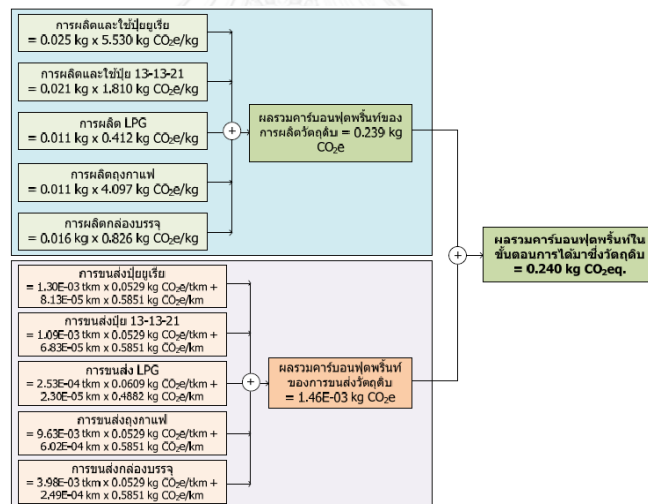 การผลิตและใช้ปุ๋ยยูเรีย
= 0.025 kg x 5.530 kg CO2e/kg
การผลิตและใช้ปุ๋ย 13-13-21
= 0.021 kg x 1.810 kg CO2e/kg
การผลิต LPG
= 0.011 kg x 0.412 kg CO2e/kg
การผลิตถุงกาแฟ
= 0.011 kg x 4.097 kg CO2e/kg
การผลิตกล่องบรรจุ
= 0.016 kg x 0.826 kg CO2e/kg
+
ผลรวมคาร์บอนฟุตพริ้นท์ของ
การผลิตวัตถุดิบ = 0.239 kg
CO2e
การขนส่งปุ๋ยยูเรีย
= 1.30E-03 tkm x 0.0529 kg CO2e/tkm +
8.13E-05 km x 0.5851 kg CO2e/km
การขนส่งปุ๋ย 13-13-21
= 1.09E-03 tkm x 0.0529 kg CO2e/tkm +
6.83E-05 km x 0.5851 kg CO2e/km
การขนส่ง LPG
= 2.53E-04 tkm x 0.0609 kg CO2e/tkm +
2.30E-05 km x 0.4882 kg CO2e/km
การขนส่งถุงกาแฟ
= 9.63E-03 tkm x 0.0529 kg CO2e/tkm +
6.02E-04 km x 0.5851 kg CO2e/km
การขนส่งกล่องบรรจุ
= 3.98E-03 tkm x 0.0529 kg CO2e/tkm +
2.49E-04 km x 0.5851 kg CO2e/km
+
ผลรวมคาร์บอนฟุตพริ้นท์
ของการขนส่งวัตถุดิบ
= 1.46E-03 kg CO2e
+
ผลรวมคาร์บอนฟุตพริ้นท์ใน
ขั้นตอนการได้มาซึ่งวัตถุดิบ
= 0.240 kg CO2eq.